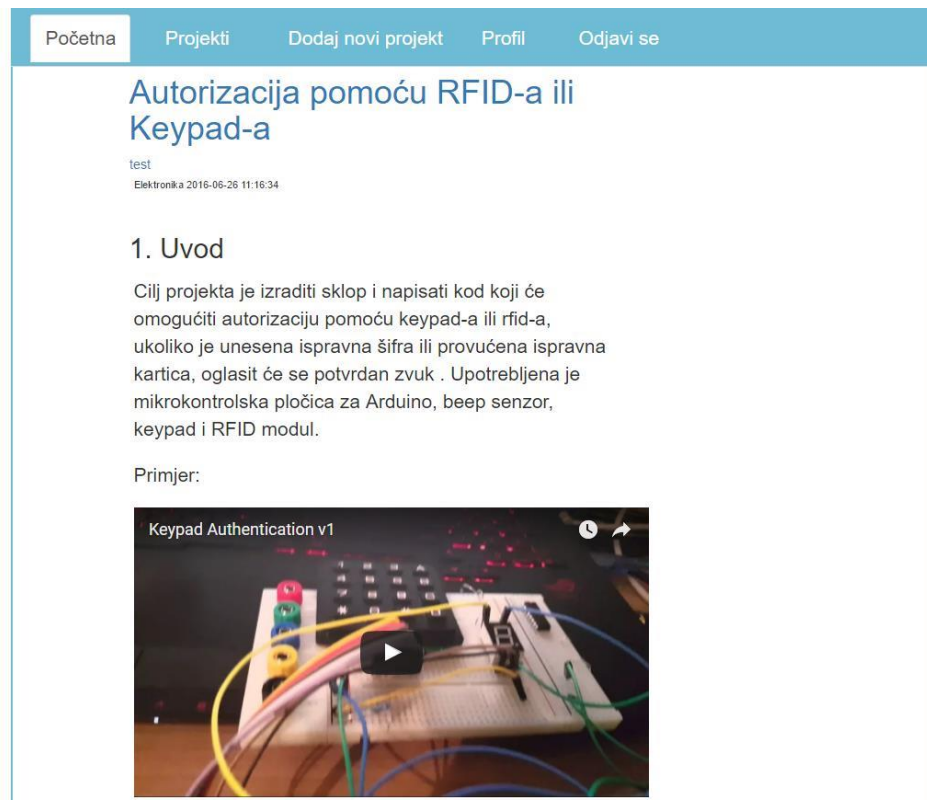 Početna Projekti Dodaj novi projekt Profil Odjavi se
Autorizacija pomoću RFID-a ili
Keypad-a
test
Elektronika 2016-06-26 11:16:34
1. Uvod
Cilj projekta je izraditi sklop i napisati kod koji će
omogućiti autorizaciju pomoću keypad-a ili rfid-a,
ukoliko je unesena ispravna šifra ili provućena ispravna
kartica, oglasit će se potvrdan zvuk . Upotrebljena je
mikrokontrolska pločica za Arduino, beep senzor,
keypad i RFID modul.
Primjer:
Keypad Authentication v1